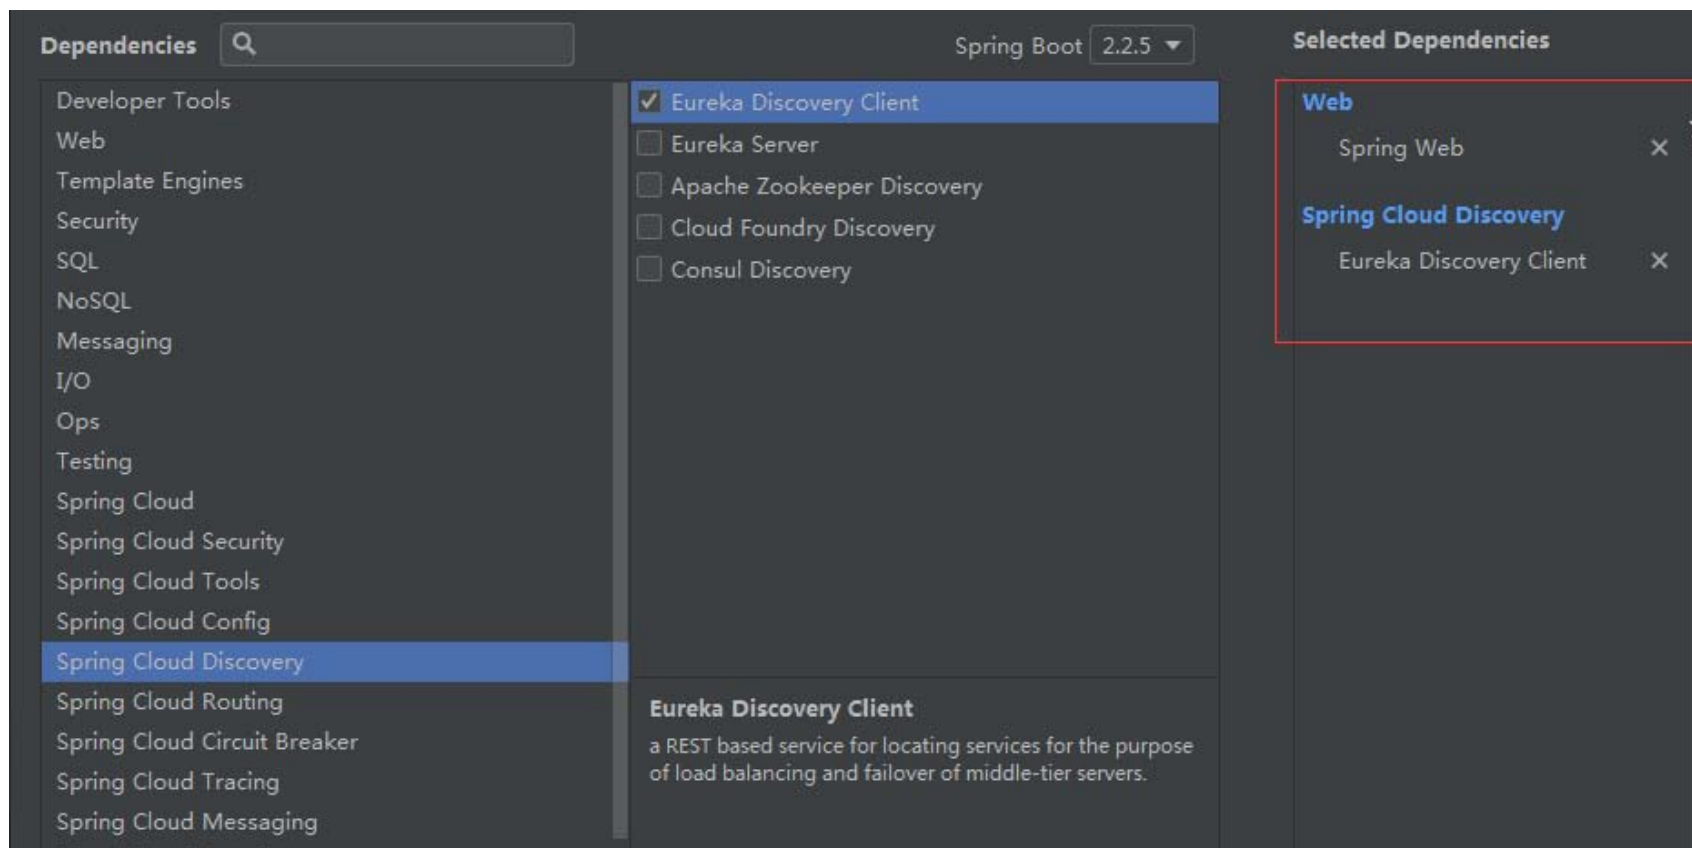 Dependencies
Spring Boot 2.2.5
Developer Tools
Web
Template Engines
Security
SQL
NoSQL
Messaging
I/O
Ops
Testing
Spring Cloud
Spring Cloud Security
Spring Cloud Tools
Spring Cloud Config
Spring Cloud Discovery
Spring Cloud Routing
Spring Cloud Circuit Breaker
Spring Cloud Tracing
Spring Cloud Messaging
Eureka Discovery Client
Eureka Server
Apache Zookeeper Discovery
Cloud Foundry Discovery
Consul Discovery
Eureka Discovery Client
a REST based service for locating services for the purpose
of load balancing and failover of middle-tier servers.
Selected Dependencies
Web
Spring Web
Spring Cloud Discovery
Eureka Discovery Client